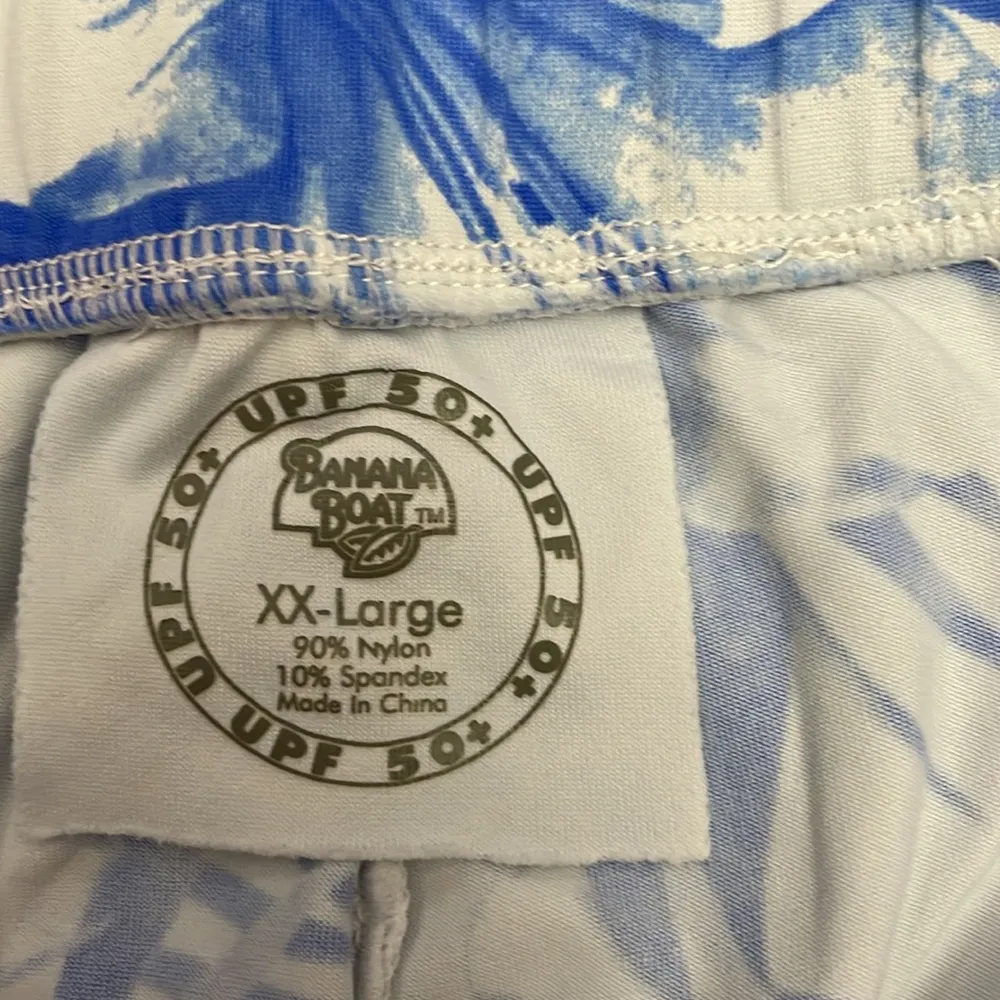 UPF 50+ UPF 50+ UPF 50+ UPF 50+
BANANA
BOAT™
XX-Large
90% Nylon
10% Spandex
Made In China